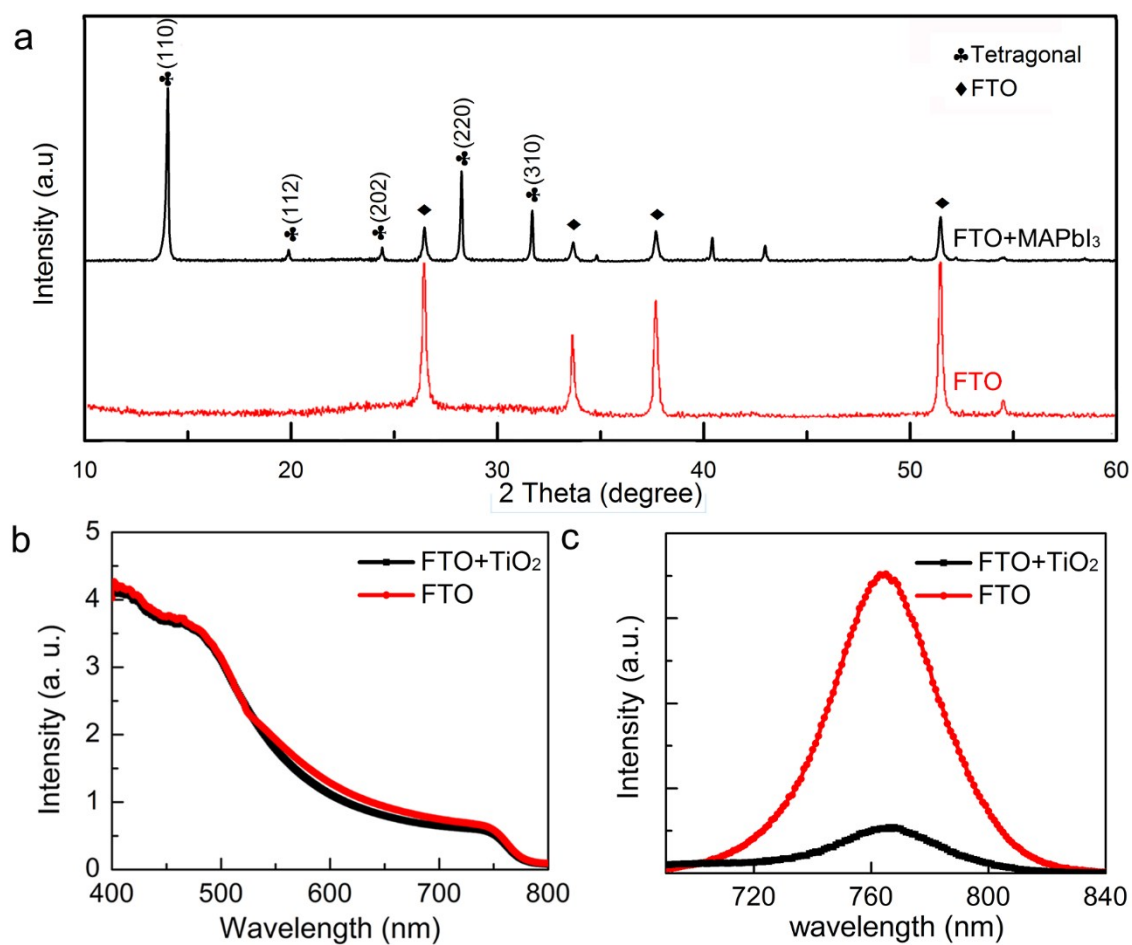 a
Intensity (a.u)
♣(110)
♣(112)
♣(202)
♣(220)
♣(310)
♣Tetragonal
♦FTO
FTO+MAPbI₃
FTO
10 20 30 40 50 60
2 Theta (degree)
b
Intensity (a. u.)
5
4
3
2
1
0
FTO+TiO₂
FTO
400 500 600 700 800
Wavelength (nm)
c
Intensity (a.u.)
FTO+TiO₂
FTO
720 760 800 840
wavelength (nm)